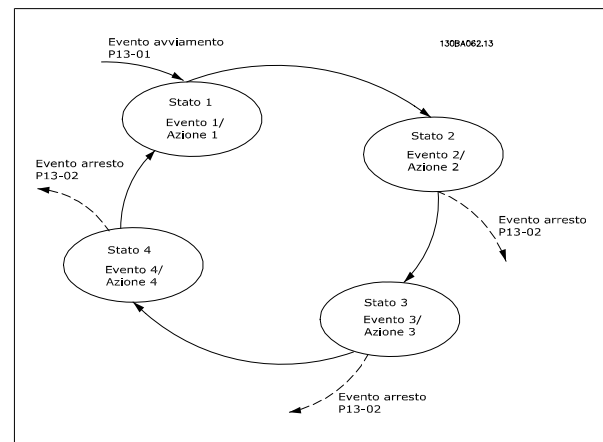 Evento avviamento
P13-01
130BA062.13
Stato 1
Evento 1/
Azione 1
Stato 2
Evento 2/
Azione 2
Evento arresto
P13-02
Evento arresto
P13-02
Stato 4
Evento 4/
Azione 4
Stato 3
Evento 3/
Azione 3
Evento arresto
P13-02